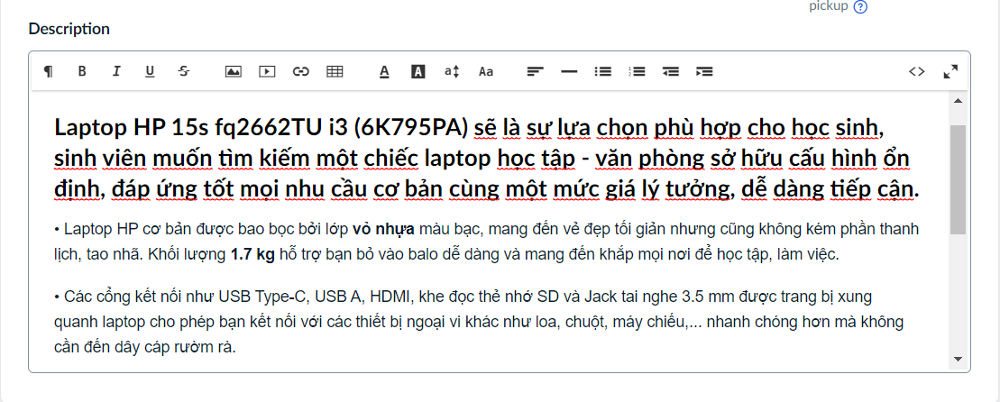 pickup ?
Description
¶ B I U S A A a Aa <>
Laptop HP 15s fq2662TU i3 (6K795PA) sẽ là sự lựa chọn phù hợp cho học sinh,
sinh viên muốn tìm kiếm một chiếc laptop học tập - văn phòng sở hữu cấu hình ổn
định, đáp ứng tốt mọi nhu cầu cơ bản cùng một mức giá lý tưởng, dễ dàng tiếp cận.
• Laptop HP cơ bản được bao bọc bởi lớp vỏ nhựa màu bạc, mang đến vẻ đẹp tối giản nhưng cũng không kém phần thanh
lịch, tao nhã. Khối lượng 1.7 kg hỗ trợ bạn bỏ vào balo dễ dàng và mang đến khắp mọi nơi để học tập, làm việc.
• Các cổng kết nối như USB Type-C, USB A, HDMI, khe đọc thẻ nhớ SD và Jack tai nghe 3.5 mm được trang bị xung
quanh laptop cho phép bạn kết nối với các thiết bị ngoại vi khác như loa, chuột, máy chiếu,... nhanh chóng hơn mà không
cần đến dây cáp rườm rà.